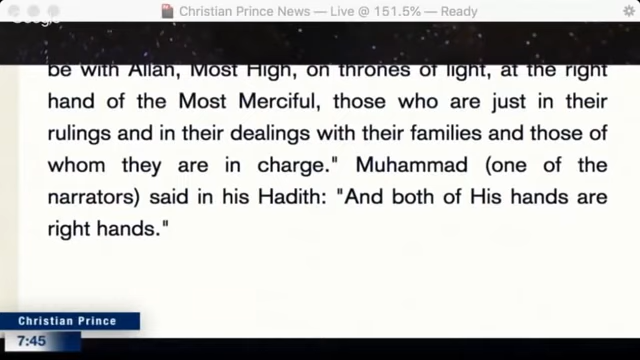 Christian Prince News — Live @ 151.5% — Ready
Google
be with Allah, Most High, on thrones of light, at the right
hand of the Most Merciful, those who are just in their
rulings and in their dealings with their families and those of
whom they are in charge." Muhammad (one of the
narrators) said in his Hadith: "And both of His hands are
right hands."
Christian Prince
7:45